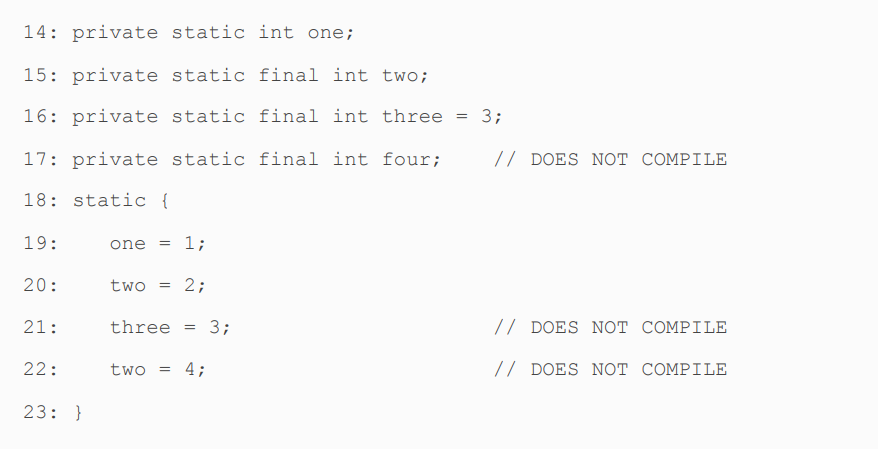 14: private static int one;
15: private static final int two;
16: private static final int three = 3;
17: private static final int four;    // DOES NOT COMPILE
18: static {
19:    one = 1;
20:    two = 2;
21:    three = 3;                     // DOES NOT COMPILE
22:    two = 4;                       // DOES NOT COMPILE
23: }